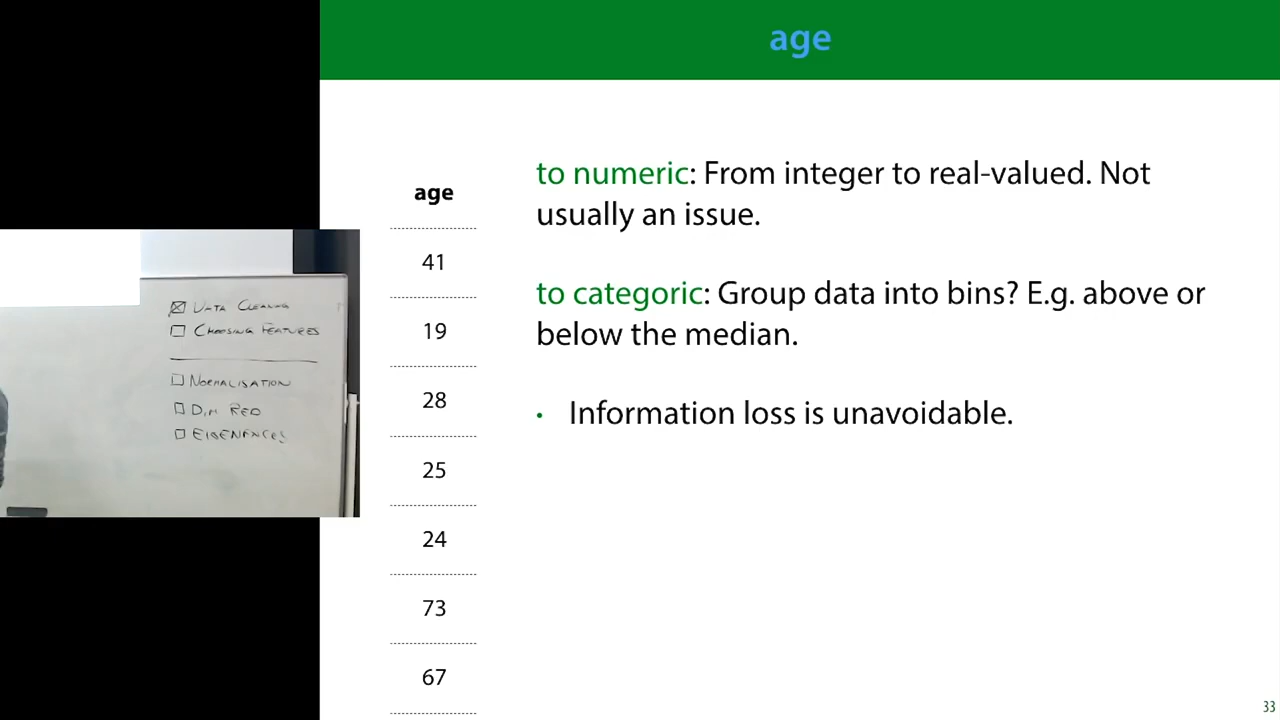 age
age
41
19
28
25
24
73
67
to numeric: From integer to real-valued. Not
usually an issue.
to categoric: Group data into bins? E.g. above or
below the median.
• Information loss is unavoidable.
DATA CLEANING
CHOOSING FEATURES
NORMALISATION
DIM RED
EIGENFACES
33